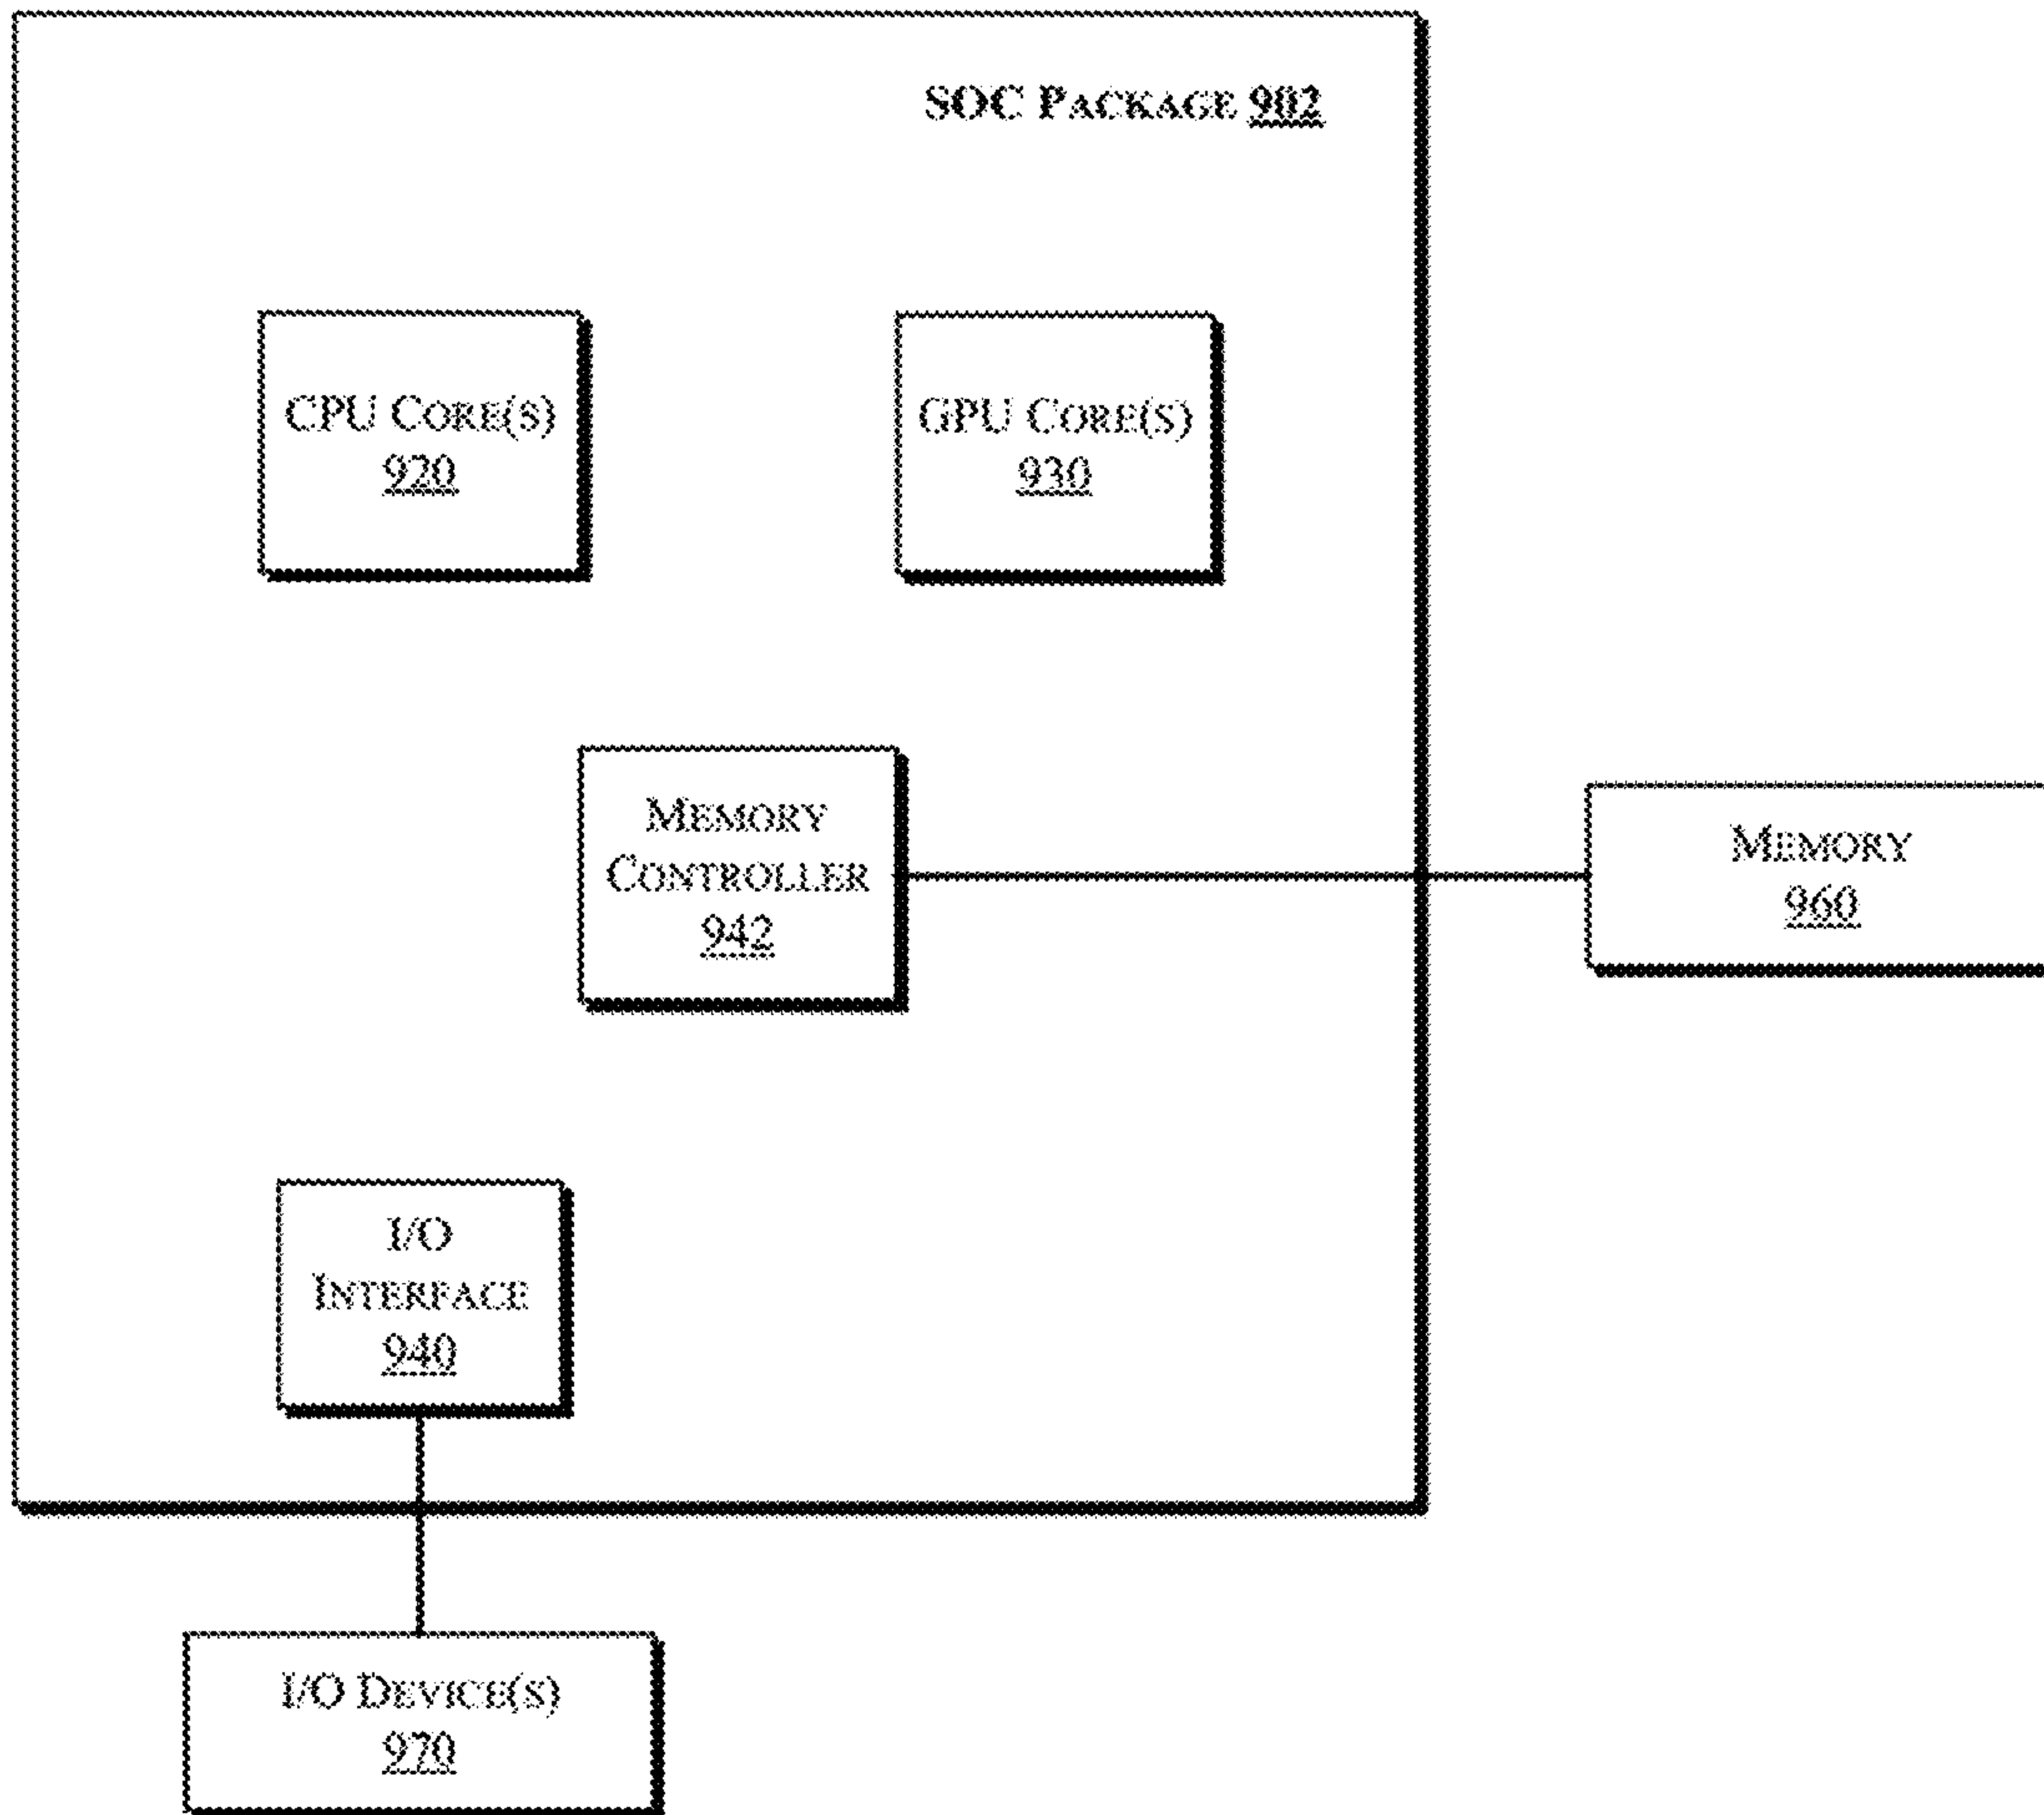 SOC PACKAGE 902
CPU CORE(S)
920
GPU CORE(S)
930
MEMORY
CONTROLLER
942
MEMORY
960
I/O
INTERFACE
940
I/O DEVICE(S)
970